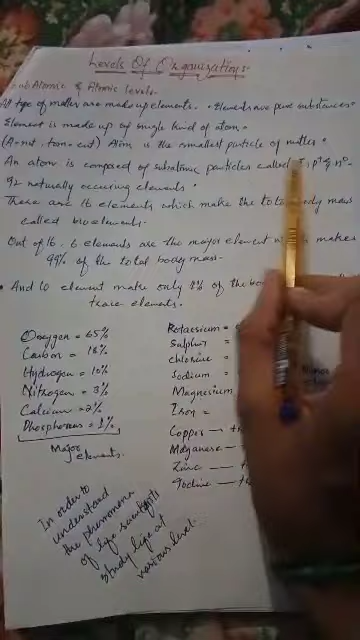 Levels Of Organization:
SubAtomic & Atomic levels.
All type of matter are made up elements. Elements are pure substances.
Element is made up of single kind of atom.
Atom is the smallest particle of matter.
An atom is composed of subatomic particles called
92 naturally occuring elements.
There are 16 elements which make the total body mass
called bioelements.
Out of 16. 6 elements are the major element makes
99% of the total body mass.
And 10 element make only 1% of the
trace elements.
Oxygen = 65%
Carbon = 18%
Hydrogen = 10%
Nitrogen = 3%
Calcium = 2%
Phosphorous = 1%
Major
elements.
Potassium =
Sulphur =
chlorine =
Sodium =
Magnesium
Iron =
Copper —
Maganese —
Zinc —
Iodine —
In order to
understand
the phenomena
of life scientists
study life at
various level.